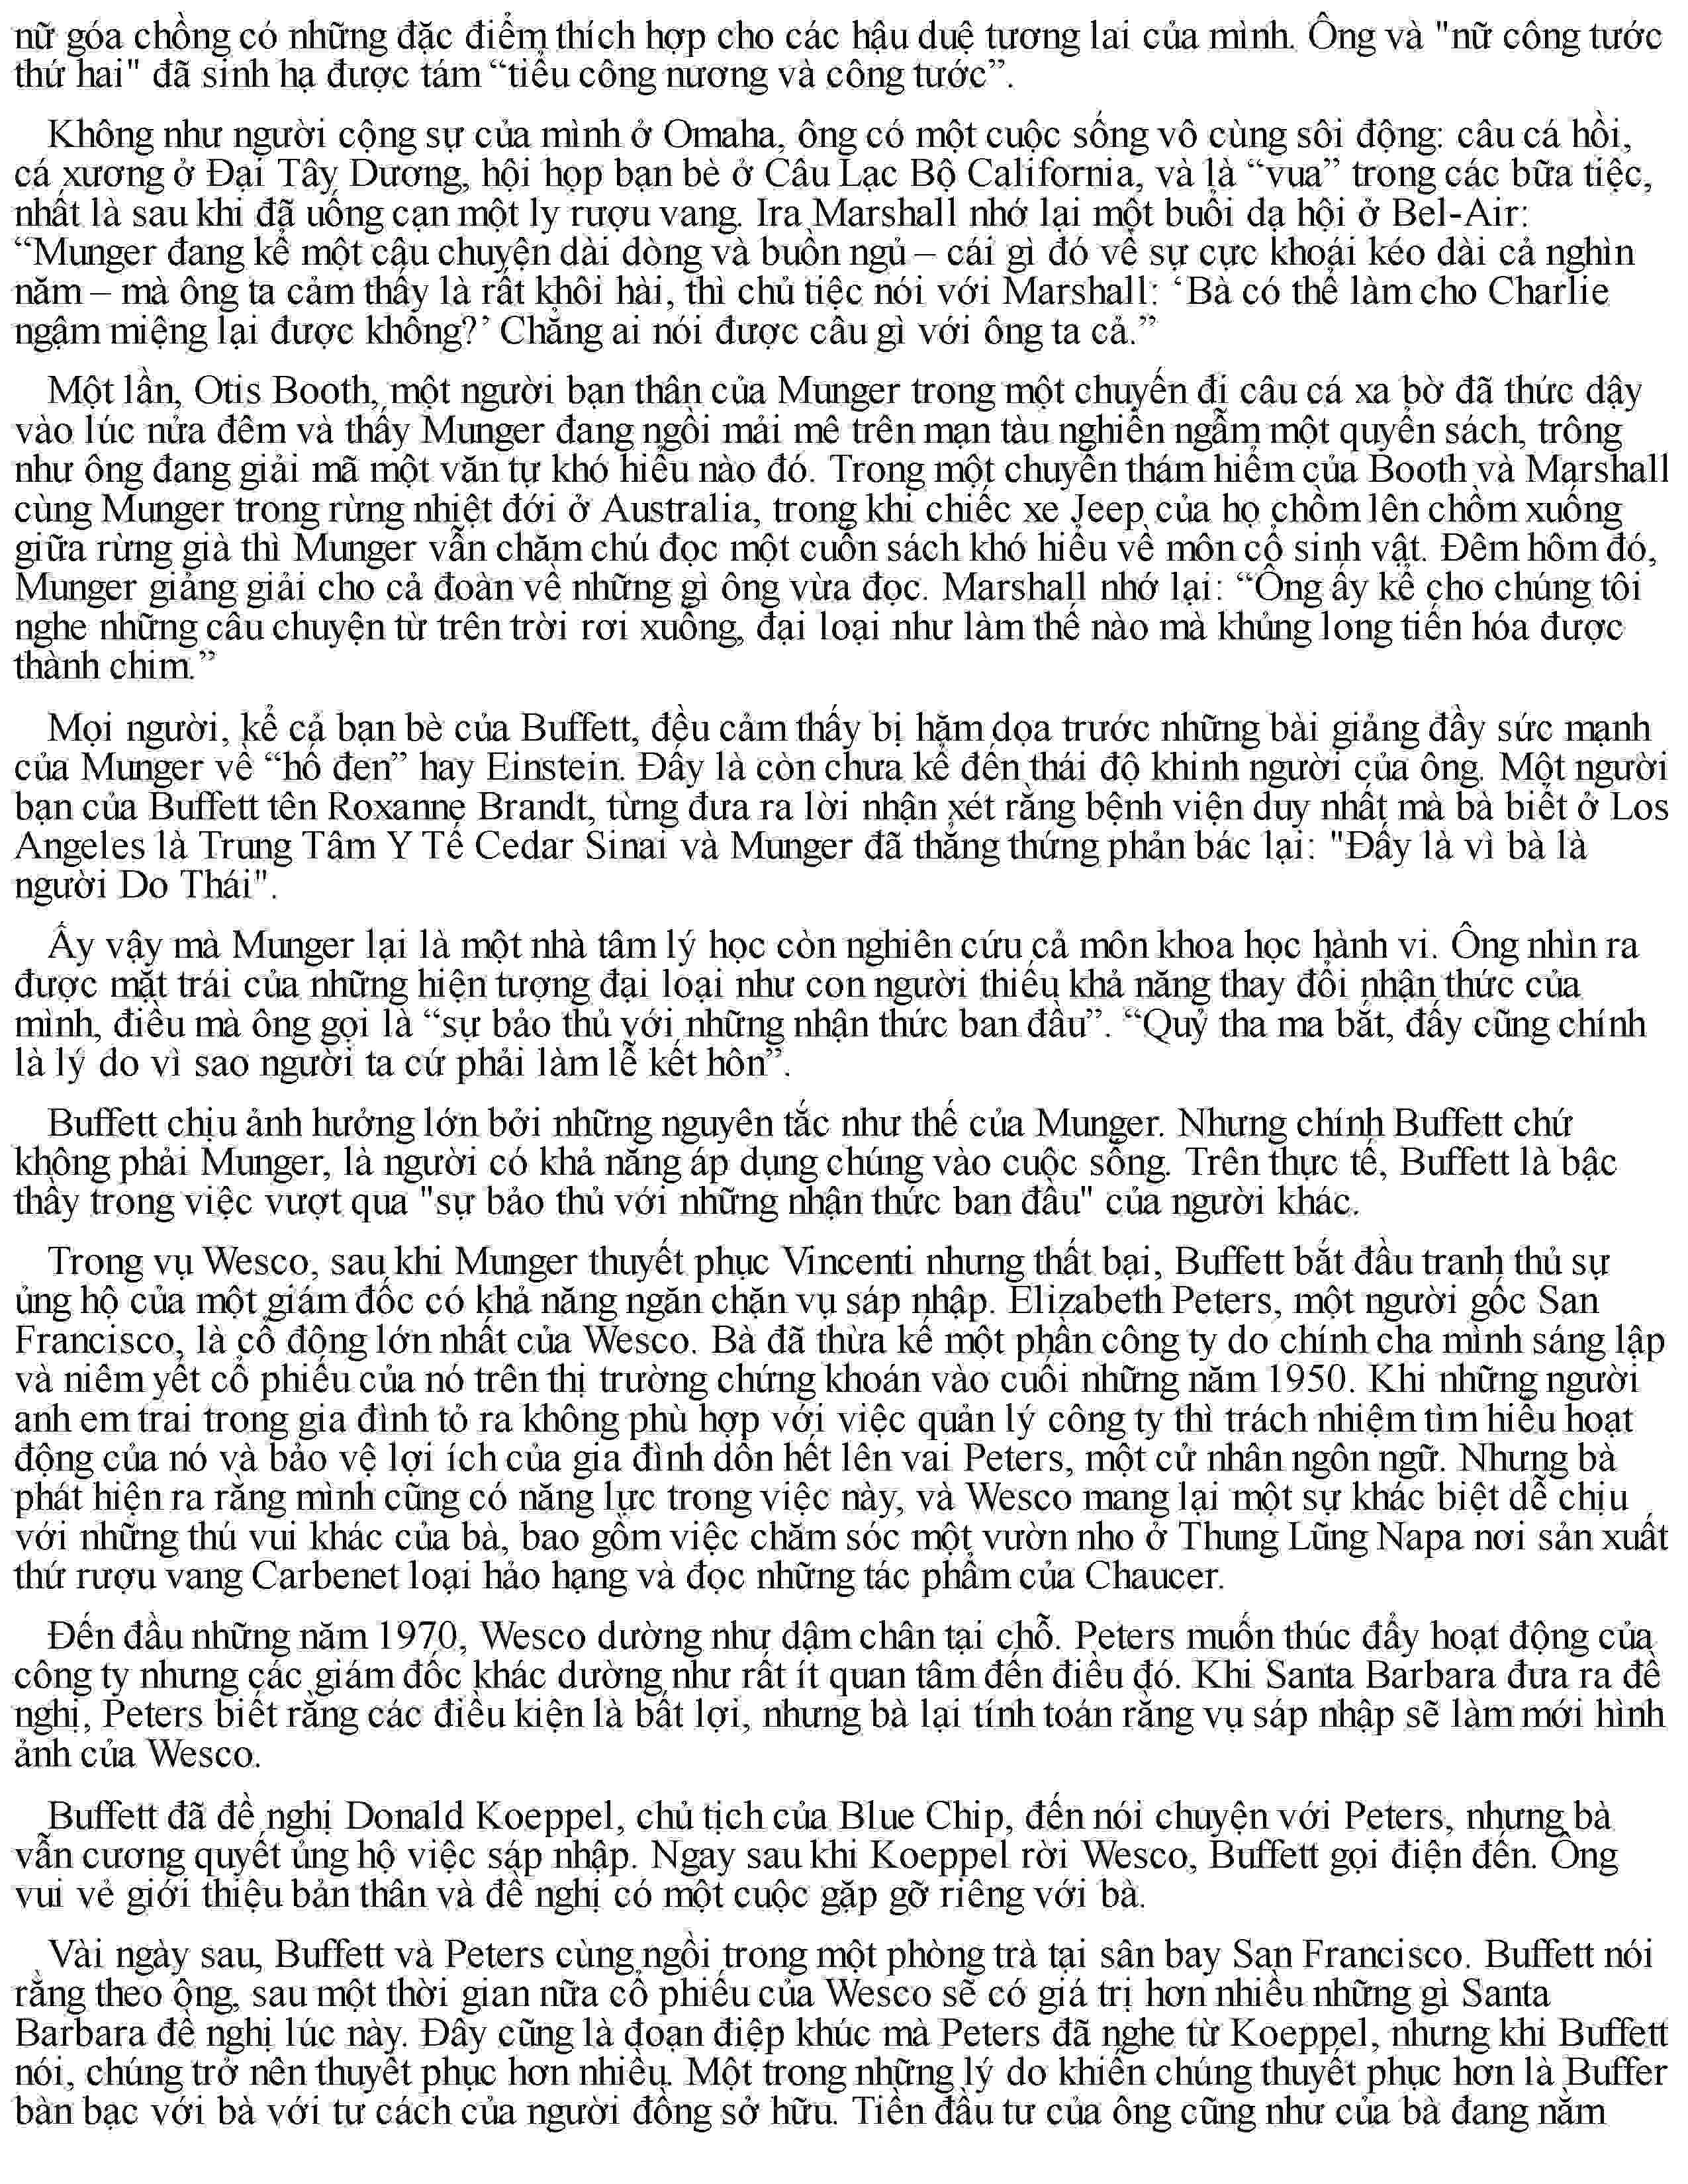 nữ góa chồng có những đặc điểm thích hợp cho các hậu duệ tương lai của mình. Ông và "nữ công tước
thứ hai" đã sinh hạ được tám “tiểu công nương và công tước”.
Không như người cộng sự của mình ở Omaha, ông có một cuộc sống vô cùng sôi động: câu cá hồi,
cá xương ở Đại Tây Dương, hội họp bạn bè ở Câu Lạc Bộ California, và là “vua” trong các bữa tiệc,
nhất là sau khi đã uống cạn một ly rượu vang. Ira Marshall nhớ lại một buổi dạ hội ở Bel-Air:
“Munger đang kể một câu chuyện dài dòng và buồn ngủ – cái gì đó về sự cực khoái kéo dài cả nghìn
năm – mà ông ta cảm thấy là rất khôi hài, thì chủ tiệc nói với Marshall: ‘Bà có thể làm cho Charlie
ngậm miệng lại được không?’ Chẳng ai nói được câu gì với ông ta cả.”
Một lần, Otis Booth, một người bạn thân của Munger trong một chuyến đi câu cá xa bờ đã thức dậy
vào lúc nửa đêm và thấy Munger đang ngồi mải mê trên mạn tàu nghiền ngẫm một quyển sách, trông
như ông đang giải mã một văn tự khó hiểu nào đó. Trong một chuyến thám hiểm của Booth và Marshall
cùng Munger trong rừng nhiệt đới ở Australia, trong khi chiếc xe Jeep của họ chồm lên chồm xuống
giữa rừng già thì Munger vẫn chăm chú đọc một cuốn sách khó hiểu về môn cổ sinh vật. Đêm hôm đó,
Munger giảng giải cho cả đoàn về những gì ông vừa đọc. Marshall nhớ lại: “Ông ấy kể cho chúng tôi
nghe những câu chuyện từ trên trời rơi xuống, đại loại như làm thế nào mà khủng long tiến hóa được
thành chim.”
Mọi người, kể cả bạn bè của Buffett, đều cảm thấy bị hăm dọa trước những bài giảng đầy sức mạnh
của Munger về “hố đen” hay Einstein. Đấy là còn chưa kể đến thái độ khinh người của ông. Một người
bạn của Buffett tên Roxanne Brandt, từng đưa ra lời nhận xét rằng bệnh viện duy nhất mà bà biết ở Los
Angeles là Trung Tâm Y Tế Cedar Sinai và Munger đã thẳng thừng phản bác lại: "Đấy là vì bà là
người Do Thái".
Ấy vậy mà Munger lại là một nhà tâm lý học còn nghiên cứu cả môn khoa học hành vi. Ông nhìn ra
được mặt trái của những hiện tượng đại loại như con người thiếu khả năng thay đổi nhận thức của
mình, điều mà ông gọi là “sự bảo thủ với những nhận thức ban đầu”. “Quỷ tha ma bắt, đấy cũng chính
là lý do vì sao người ta cứ phải làm lễ kết hôn”.
Buffett chịu ảnh hưởng lớn bởi những nguyên tắc như thế của Munger. Nhưng chính Buffett chứ
không phải Munger, là người có khả năng áp dụng chúng vào cuộc sống. Trên thực tế, Buffett là bậc
thầy trong việc vượt qua "sự bảo thủ với những nhận thức ban đầu" của người khác.
Trong vụ Wesco, sau khi Munger thuyết phục Vincenti nhưng thất bại, Buffett bắt đầu tranh thủ sự
ủng hộ của một giám đốc có khả năng ngăn chặn vụ sáp nhập. Elizabeth Peters, một người gốc San
Francisco, là cổ động lớn nhất của Wesco. Bà đã thừa kế một phần công ty do chính cha mình sáng lập
và niêm yết cổ phiếu của nó trên thị trường chứng khoán vào cuối những năm 1950. Khi những người
anh em trai trong gia đình tỏ ra không phù hợp với việc quản lý công ty thì trách nhiệm tìm hiểu hoạt
động của nó và bảo vệ lợi ích của gia đình dồn hết lên vai Peters, một cử nhân ngôn ngữ. Nhưng bà
phát hiện ra rằng mình cũng có năng lực trong việc này, và Wesco mang lại một sự khác biệt dễ chịu
với những thú vui khác của bà, bao gồm việc chăm sóc một vườn nho ở Thung Lũng Napa nơi sản xuất
thứ rượu vang Carbenet loại hảo hạng và đọc những tác phẩm của Chaucer.
Đến đầu những năm 1970, Wesco dường như dậm chân tại chỗ. Peters muốn thúc đẩy hoạt động của
công ty nhưng các giám đốc khác dường như rất ít quan tâm đến điều đó. Khi Santa Barbara đưa ra đề
nghị, Peters biết rằng các điều kiện là bất lợi, nhưng bà lại tính toán rằng vụ sáp nhập sẽ làm mới hình
ảnh của Wesco.
Buffett đã đề nghị Donald Koeppel, chủ tịch của Blue Chip, đến nói chuyện với Peters, nhưng bà
vẫn cương quyết ủng hộ việc sáp nhập. Ngay sau khi Koeppel rời Wesco, Buffett gọi điện đến. Ông
vui vẻ giới thiệu bản thân và đề nghị có một cuộc gặp gỡ riêng với bà.
Vài ngày sau, Buffett và Peters cùng ngồi trong một phòng trà tại sân bay San Francisco. Buffett nói
rằng theo ông, sau một thời gian nữa cổ phiếu của Wesco sẽ có giá trị hơn nhiều những gì Santa
Barbara đề nghị lúc này. Đây cũng là đoạn điệp khúc mà Peters đã nghe từ Koeppel, nhưng khi Buffett
nói, chúng trở nên thuyết phục hơn nhiều. Một trong những lý do khiến chúng thuyết phục hơn là Buffer
bàn bạc với bà với tư cách của người đồng sở hữu. Tiền đầu tư của ông cũng như của bà đang nằm